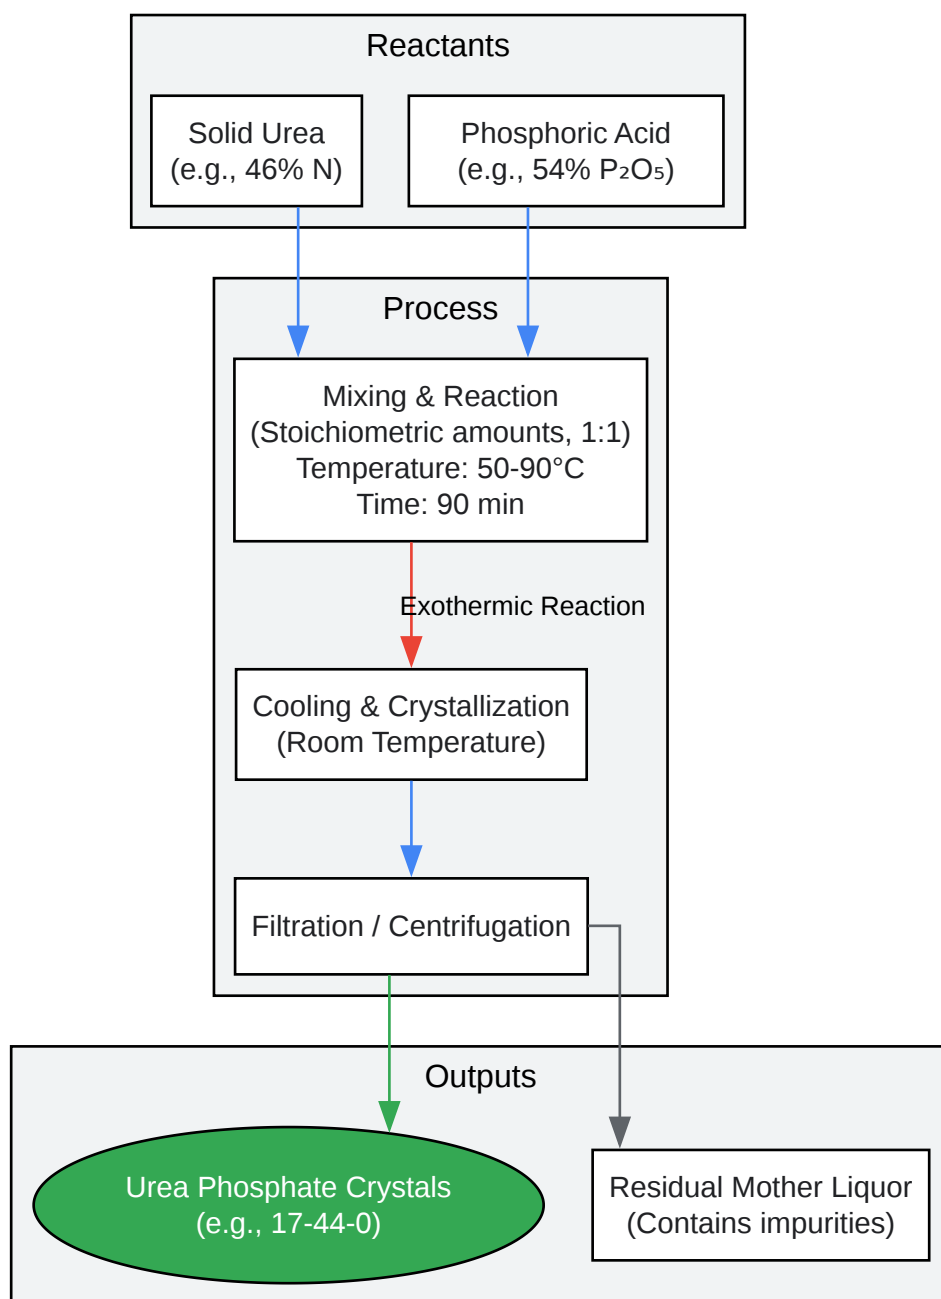 Reactants
Solid Urea
(e.g., 46% N)
Phosphoric Acid
(e.g., 54% P₂O₅)
Process
Mixing & Reaction
(Stoichiometric amounts, 1:1)
Temperature: 50-90°C
Time: 90 min
Exothermic Reaction
Cooling & Crystallization
(Room Temperature)
Filtration / Centrifugation
Outputs
Urea Phosphate Crystals
(e.g., 17-44-0)
Residual Mother Liquor
(Contains impurities)